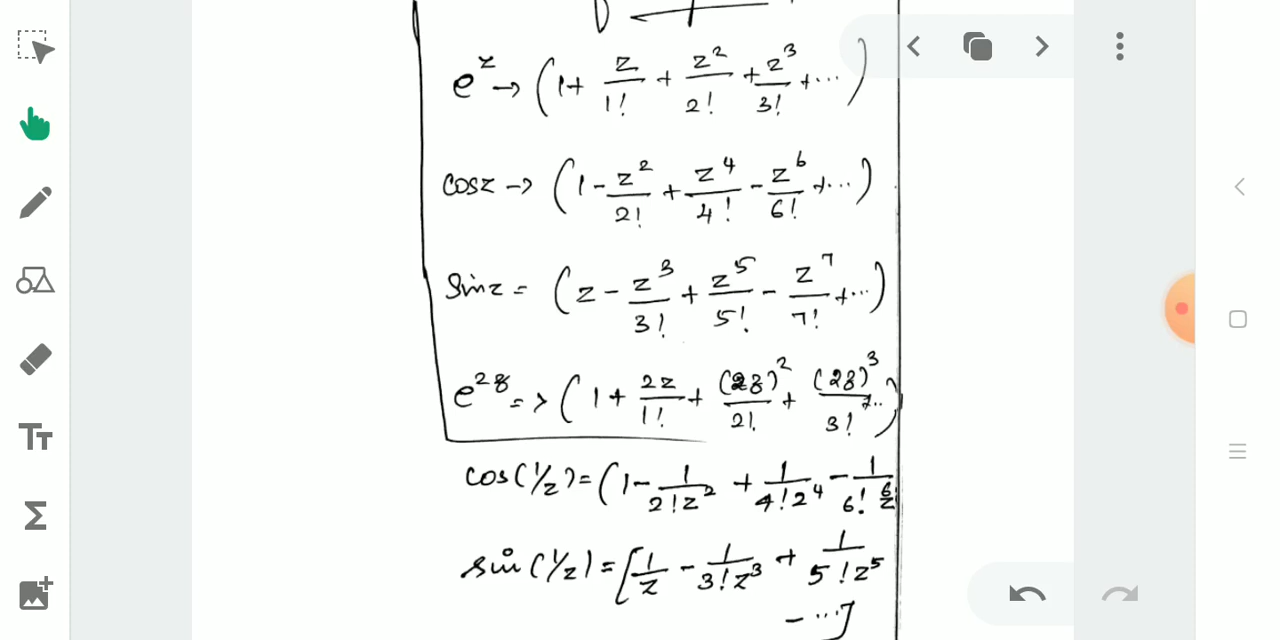 e^z → (1 + z/1! + z²/2! + z³/3! + ...)
cosz → (1 - z²/2! + z⁴/4! - z⁶/6! + ...)
Sinz = (z - z³/3! + z⁵/5! - z⁷/7! + ...)
e^2z => (1 + 2z/1! + (2z)²/2! + (2z)³/3! + ..)
cos(1/z) = (1 - 1/2!z² + 1/4!z⁴ - 1/6!z⁶
sin(1/z) = [1/z - 1/3!z³ + 1/5!z⁵
- ...]
Tт
Σ